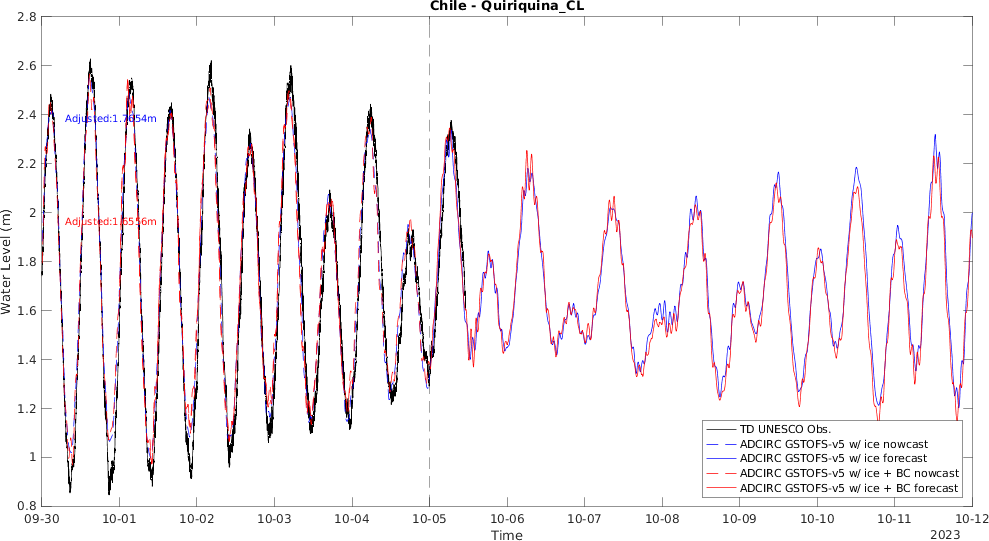 Chile - Quiriquina_CL
2.8
2.6
2.4
2.2
2
1.8
1.6
1.4
1.2
1
0.8
Water Level (m)
Adjusted:1.7654m
Adjusted:1.6556m
TD UNESCO Obs.
ADCIRC GSTOFS-v5 w/ ice nowcast
ADCIRC GSTOFS-v5 w/ ice forecast
ADCIRC GSTOFS-v5 w/ ice + BC nowcast
ADCIRC GSTOFS-v5 w/ ice + BC forecast
09-30 10-01 10-02 10-03 10-04 10-05 10-06 10-07 10-08 10-09 10-10 10-11 10-12
Time
2023